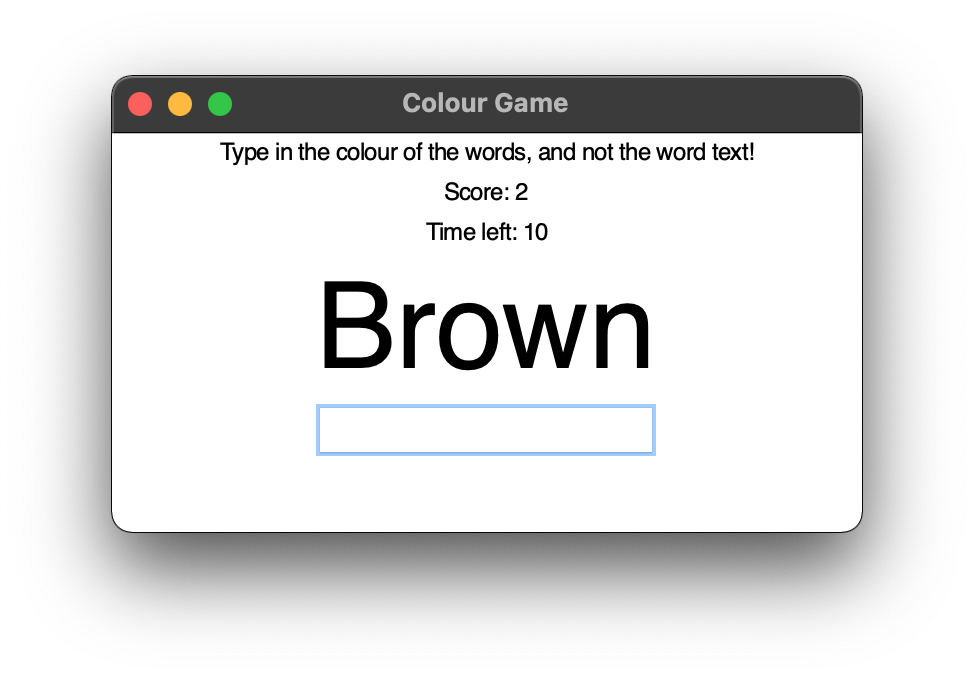 Colour Game
Type in the colour of the words, and not the word text!
Score: 2
Time left: 10
Brown